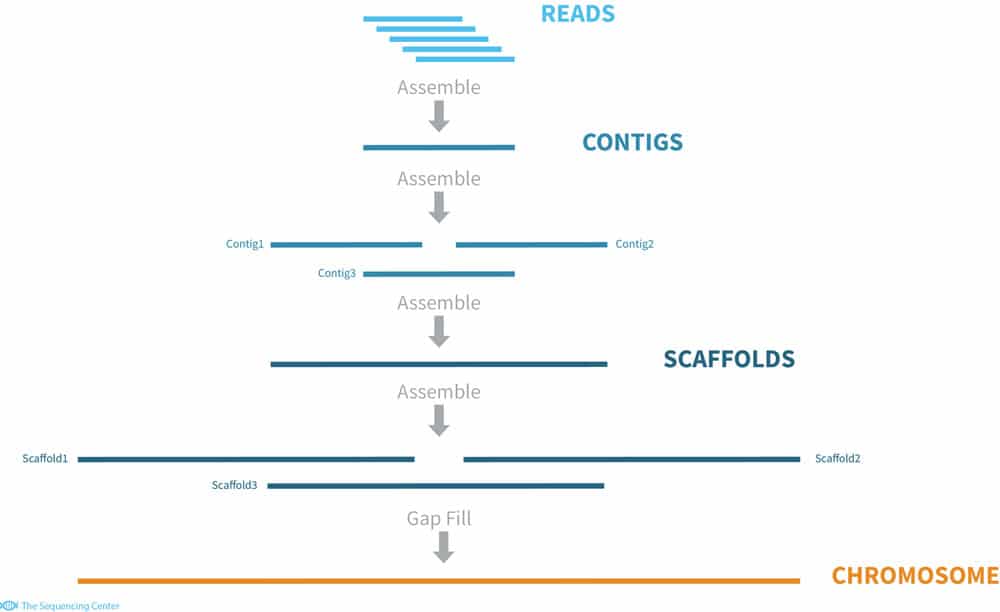 READS
Assemble
CONTIGS
Assemble
Contig1
Contig2
Contig3
Assemble
SCAFFOLDS
Assemble
Scaffold1
Scaffold2
Scaffold3
Gap Fill
CHROMOSOME
The Sequencing Center